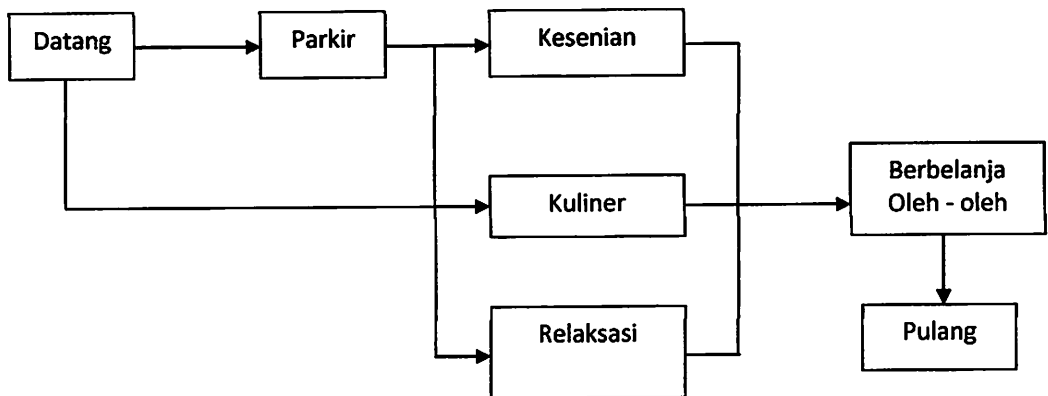 Datang
Parkir
Kesenian
Kuliner
Berbelanja
Oleh - oleh
Relaksasi
Pulang